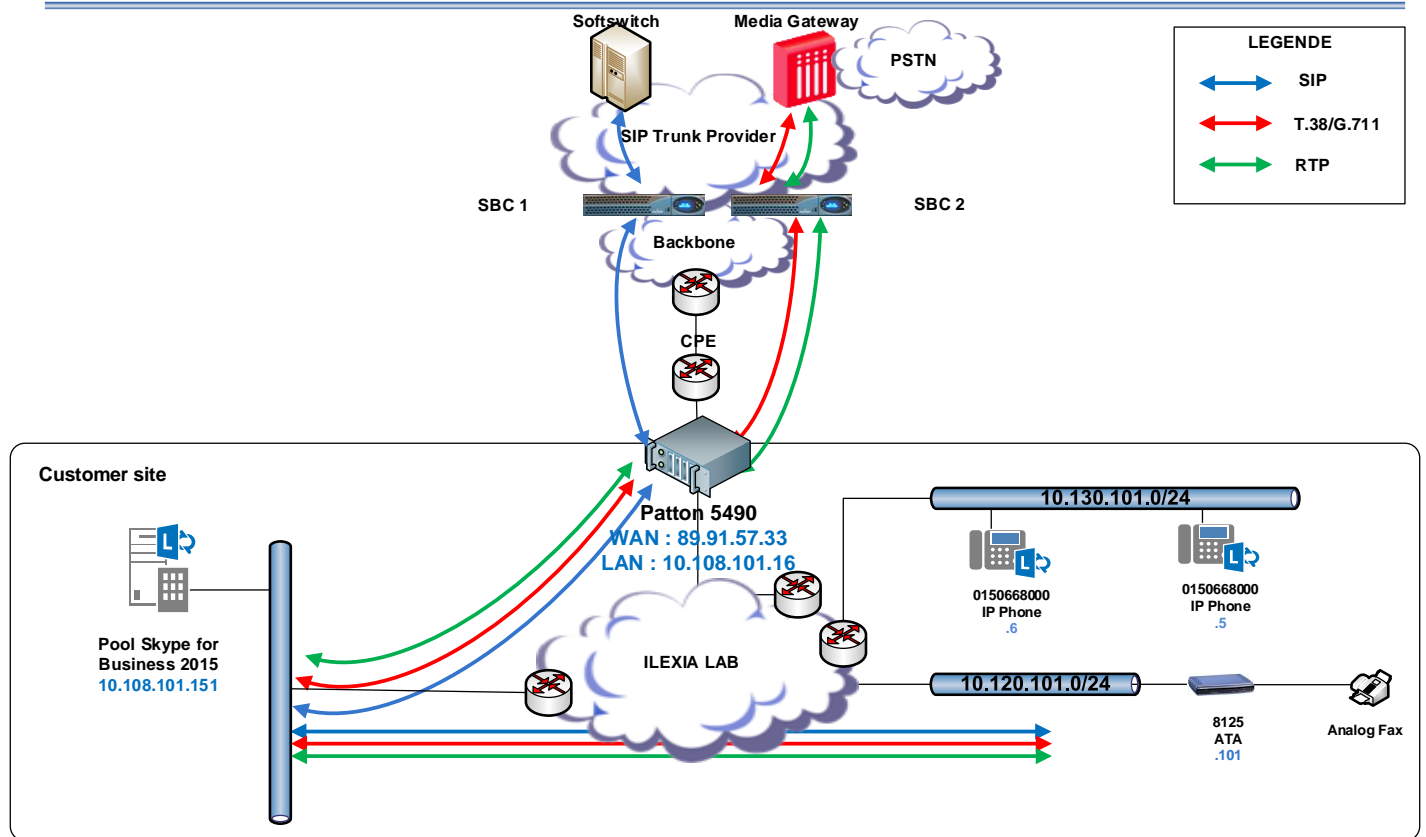 Softswitch
Media Gateway
PSTN
LEGENDE
SIP
T.38/G.711
RTP
SIP Trunk Provider
SBC 1
SBC 2
Backbone
CPE
Customer site
Patton 5490
WAN : 89.91.57.33
LAN : 10.108.101.16
10.130.101.0/24
L
L
L
0150668000
IP Phone
.6
0150668000
IP Phone
.5
Pool Skype for
Business 2015
10.108.101.151
ILEXIA LAB
10.120.101.0/24
8125
ATA
.101
Analog Fax